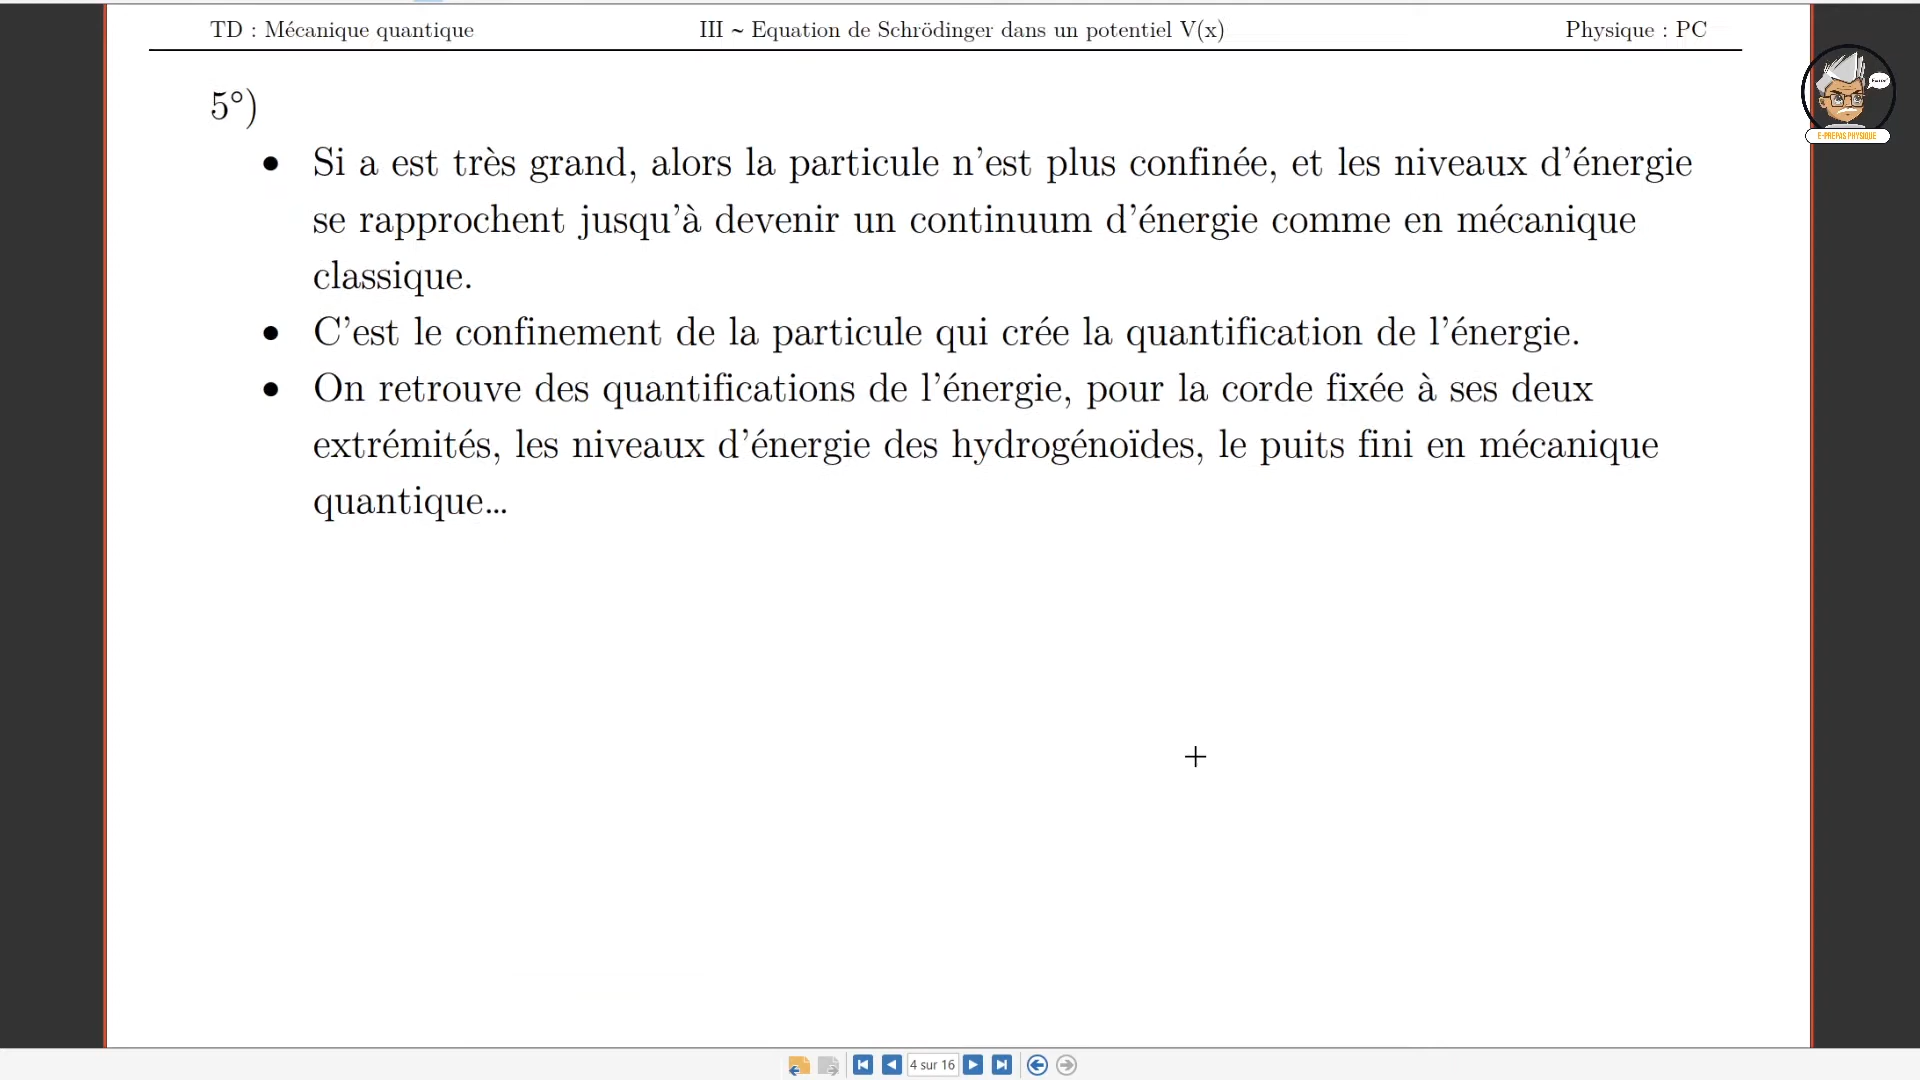 TD : Mécanique quantique III ~ Equation de Schrödinger dans un potentiel V(x) Physique : PC
5°)
• Si a est très grand, alors la particule n'est plus confinée, et les niveaux d'énergie
se rapprochent jusqu'à devenir un continuum d'énergie comme en mécanique
classique.
• C'est le confinement de la particule qui crée la quantification de l'énergie.
• On retrouve des quantifications de l'énergie, pour la corde fixée à ses deux
extrémités, les niveaux d'énergie des hydrogénoïdes, le puits fini en mécanique
quantique...
E-PREPAS PHYSIQUE
4 sur 16